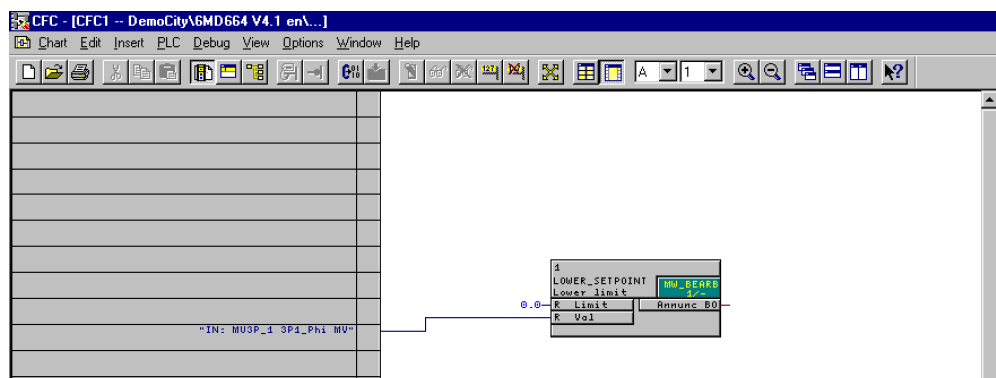 CFC - [CFC1 -- DemoCity\6MD664 V4.1 en\...]
Chart Edit Insert PLC Debug View Options Window Help
A 1
1
LOWER_SETPOINT MW_BEARB
Lower limit 1/-
0.0 R Limit Annunc BO
R Val
"IN: MU3P_1 3P1_Phi MV"